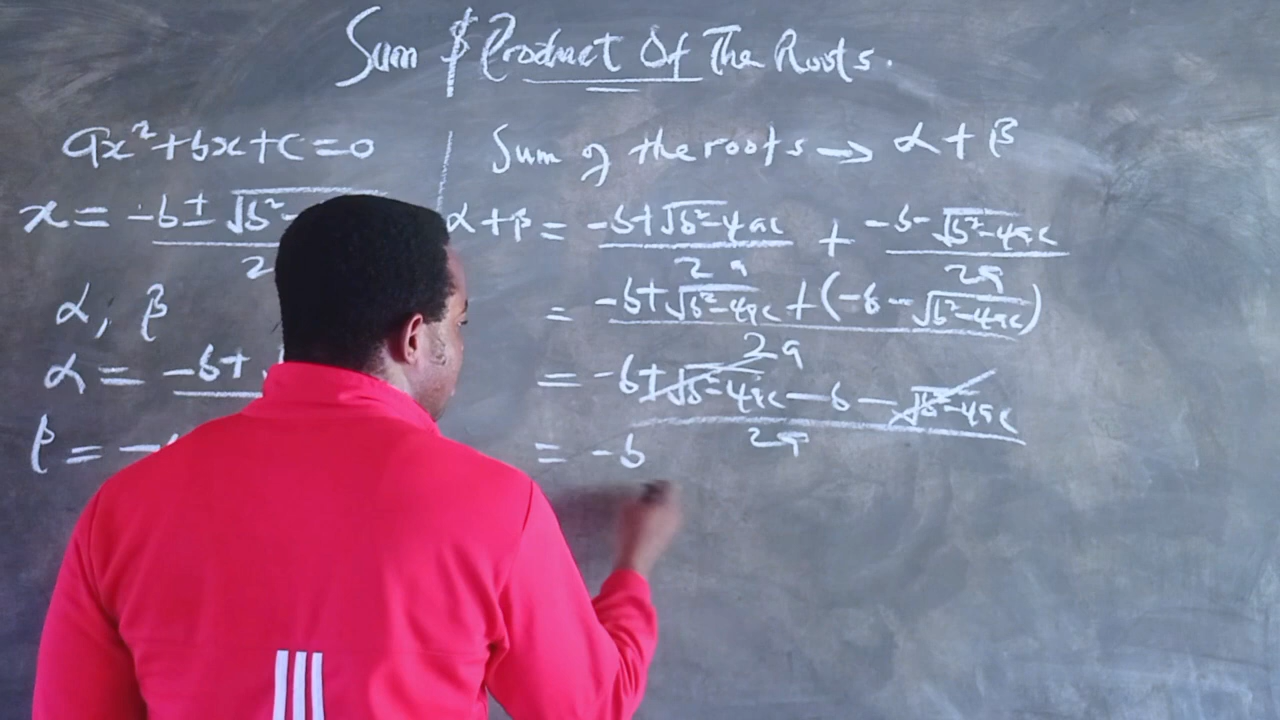 Sum & Product Of The Roots.
ax²+bx+c=0
x = -b ± √b²-
2
α, β
α = -b+
β = -
Sum of the roots → α + β
α+β = -b+√b²-4ac / 2a + -b-√b²-4ac / 2a
= -b+√b²-4ac + (-b - √b²-4ac) / 2a
= -b+√b²-4ac - b - √b²-4ac / 2a
= -b